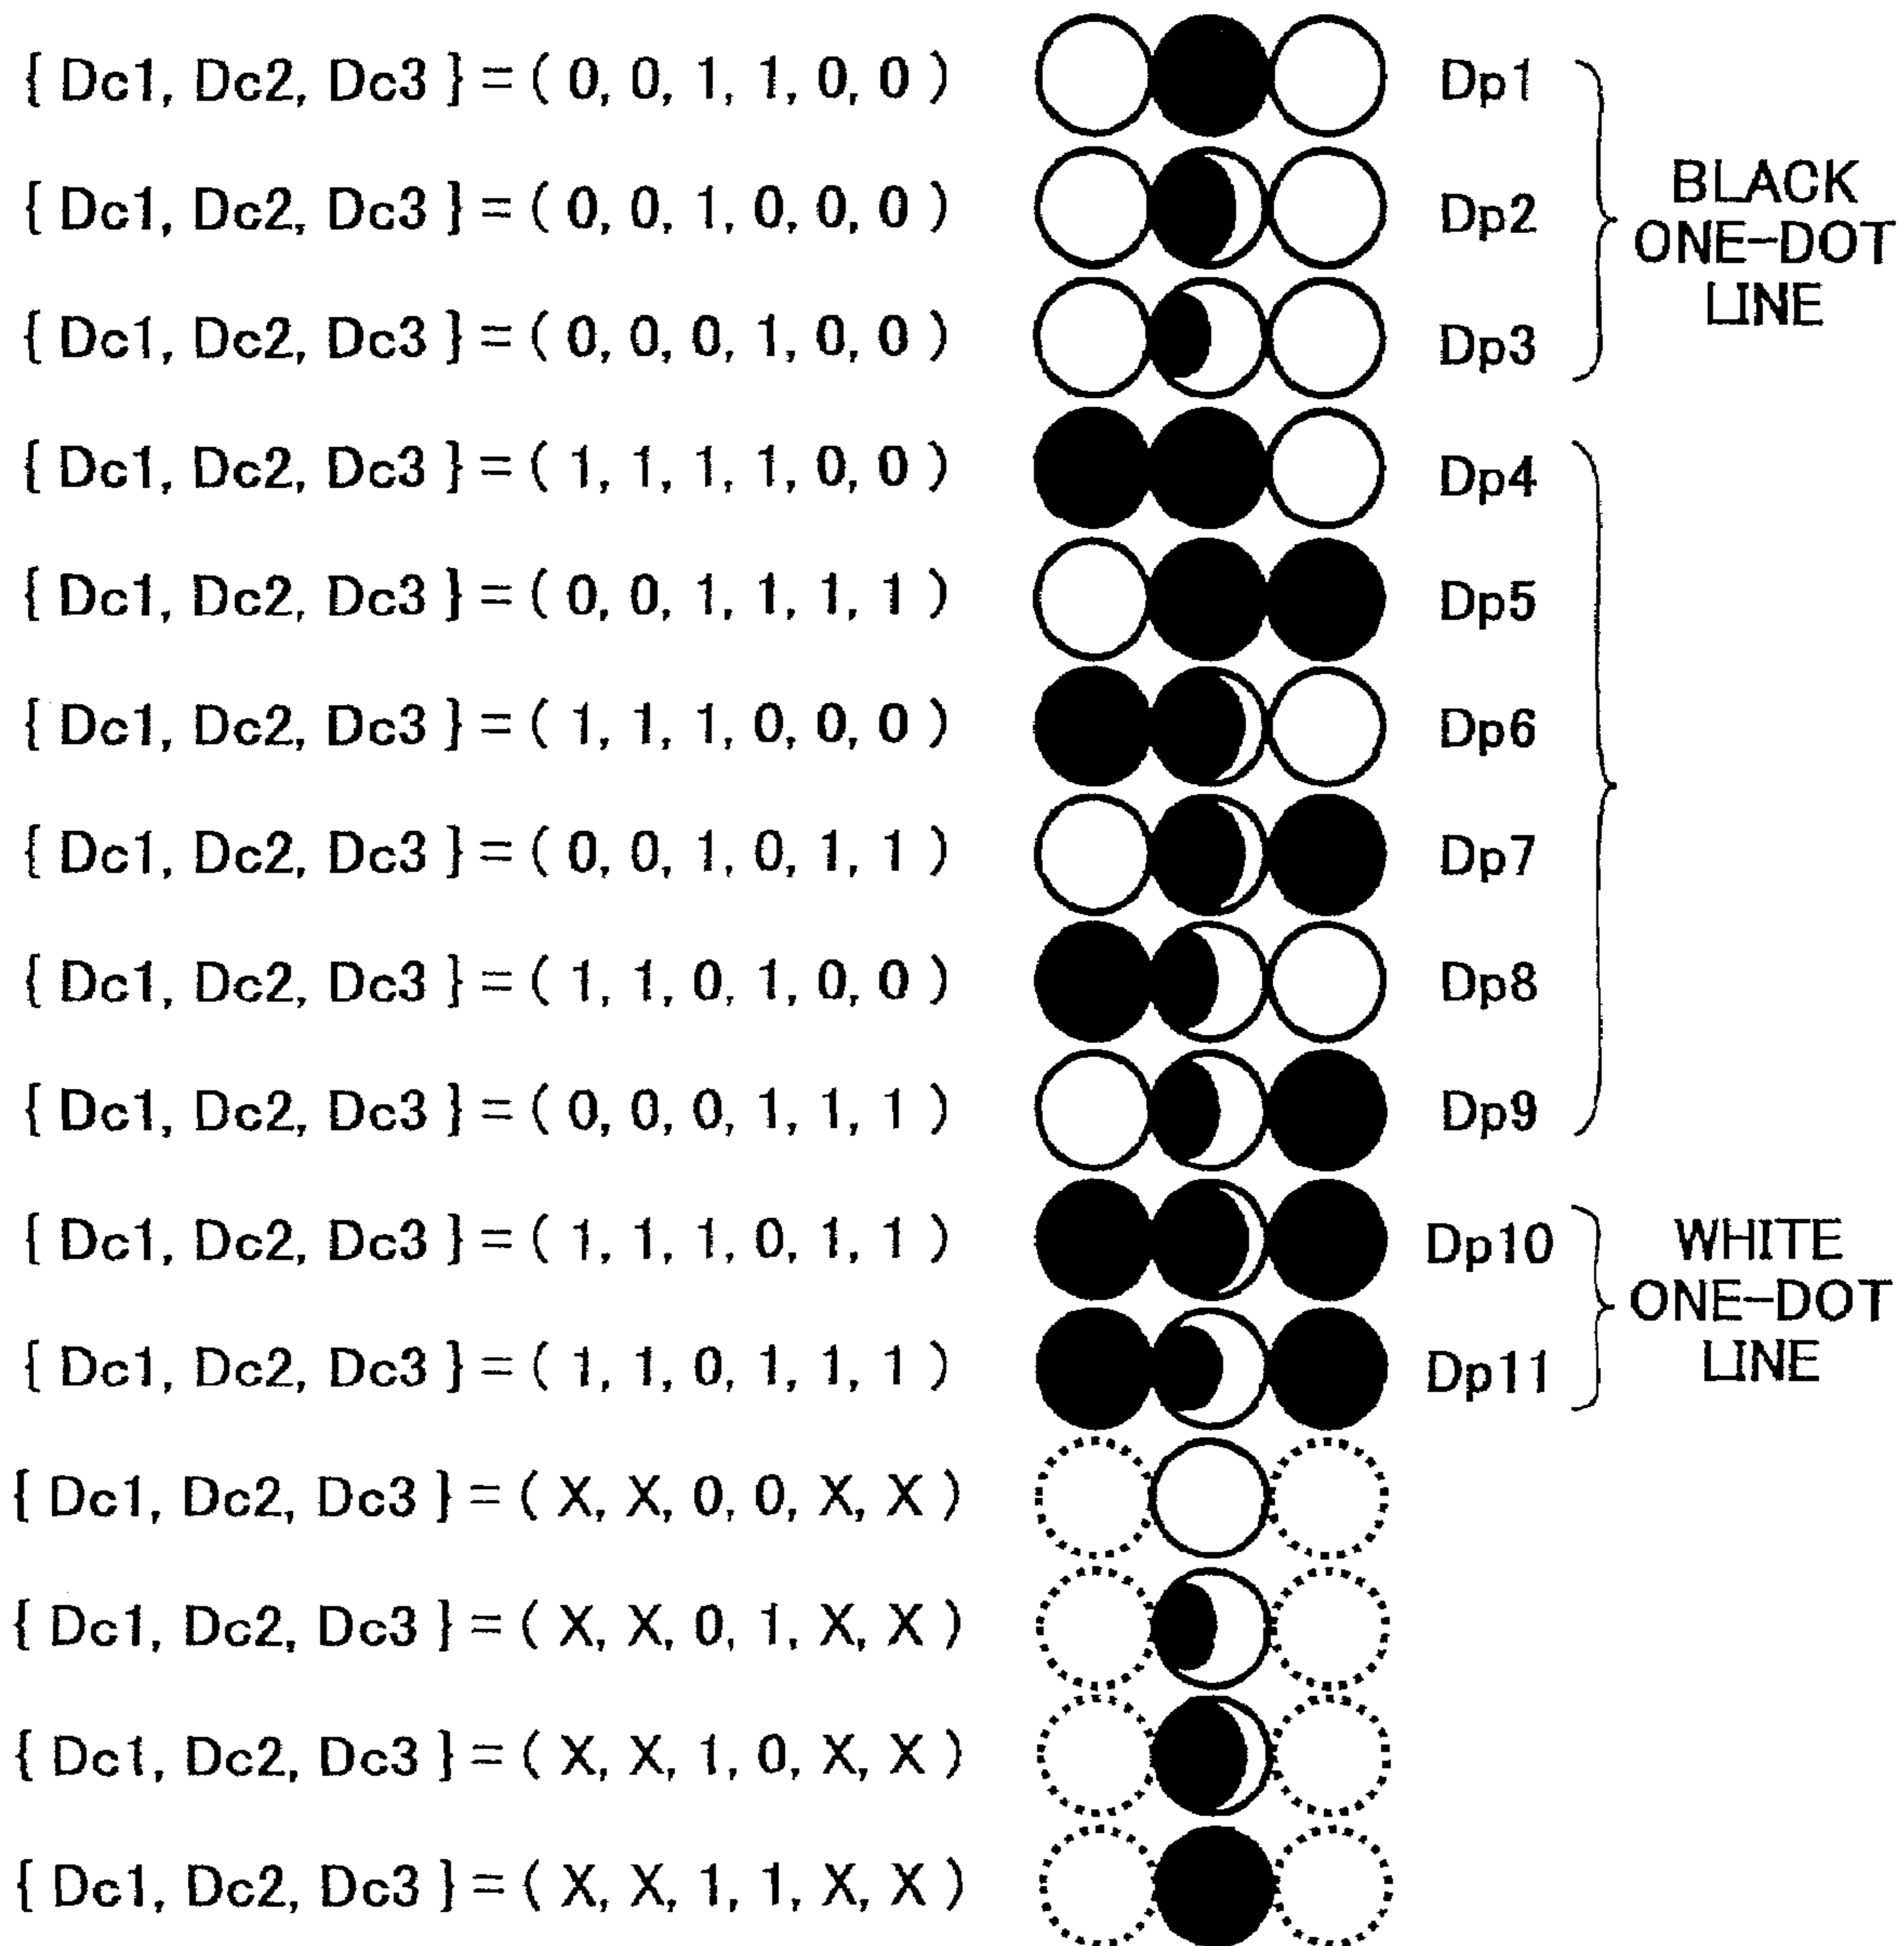 { Dc1, Dc2, Dc3 } = ( 0, 0, 1, 1, 0, 0 ) Dp1
{ Dc1, Dc2, Dc3 } = ( 0, 0, 1, 0, 0, 0 ) Dp2
{ Dc1, Dc2, Dc3 } = ( 0, 0, 0, 1, 0, 0 ) Dp3
BLACK
ONE-DOT
LINE
{ Dc1, Dc2, Dc3 } = ( 1, 1, 1, 1, 0, 0 ) Dp4
{ Dc1, Dc2, Dc3 } = ( 0, 0, 1, 1, 1, 1 ) Dp5
{ Dc1, Dc2, Dc3 } = ( 1, 1, 1, 0, 0, 0 ) Dp6
{ Dc1, Dc2, Dc3 } = ( 0, 0, 1, 0, 1, 1 ) Dp7
{ Dc1, Dc2, Dc3 } = ( 1, 1, 0, 1, 0, 0 ) Dp8
{ Dc1, Dc2, Dc3 } = ( 0, 0, 0, 1, 1, 1 ) Dp9
{ Dc1, Dc2, Dc3 } = ( 1, 1, 1, 0, 1, 1 ) Dp10
{ Dc1, Dc2, Dc3 } = ( 1, 1, 0, 1, 1, 1 ) Dp11
WHITE
ONE-DOT
LINE
{ Dc1, Dc2, Dc3 } = ( X, X, 0, 0, X, X )
{ Dc1, Dc2, Dc3 } = ( X, X, 0, 1, X, X )
{ Dc1, Dc2, Dc3 } = ( X, X, 1, 0, X, X )
{ Dc1, Dc2, Dc3 } = ( X, X, 1, 1, X, X )